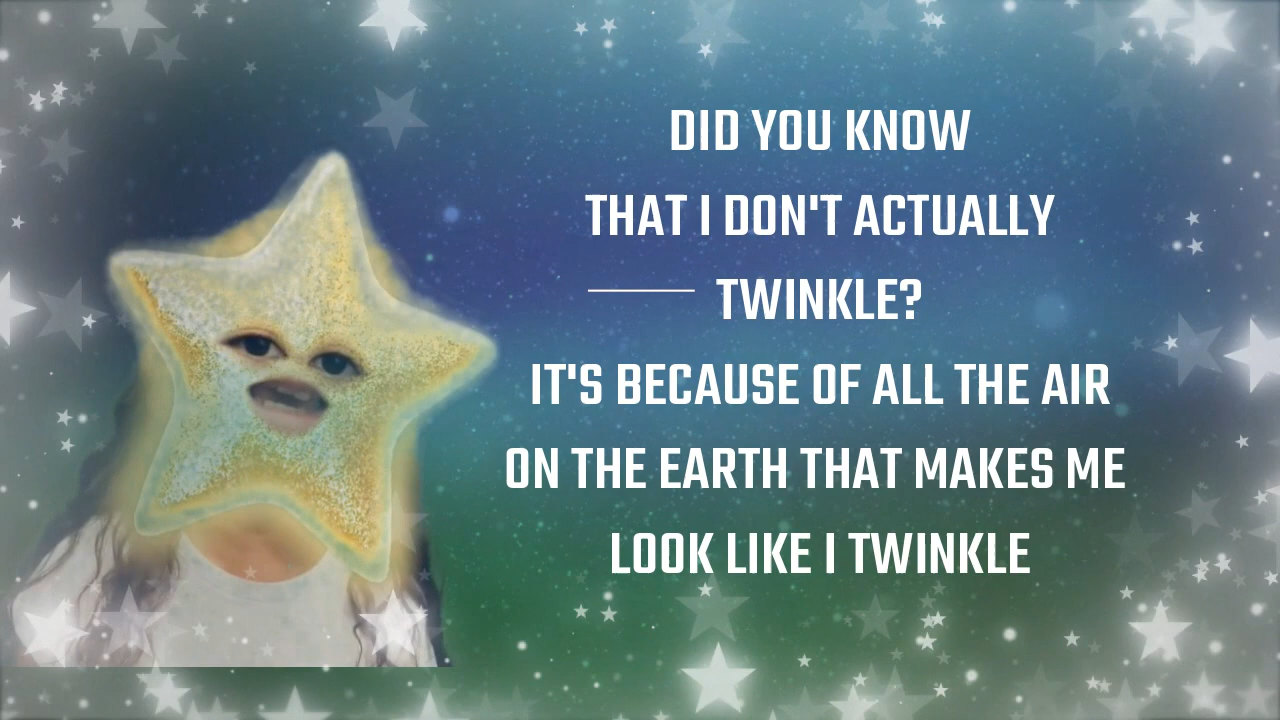 DID YOU KNOW
THAT I DON'T ACTUALLY
TWINKLE?
IT'S BECAUSE OF ALL THE AIR
ON THE EARTH THAT MAKES ME
LOOK LIKE I TWINKLE